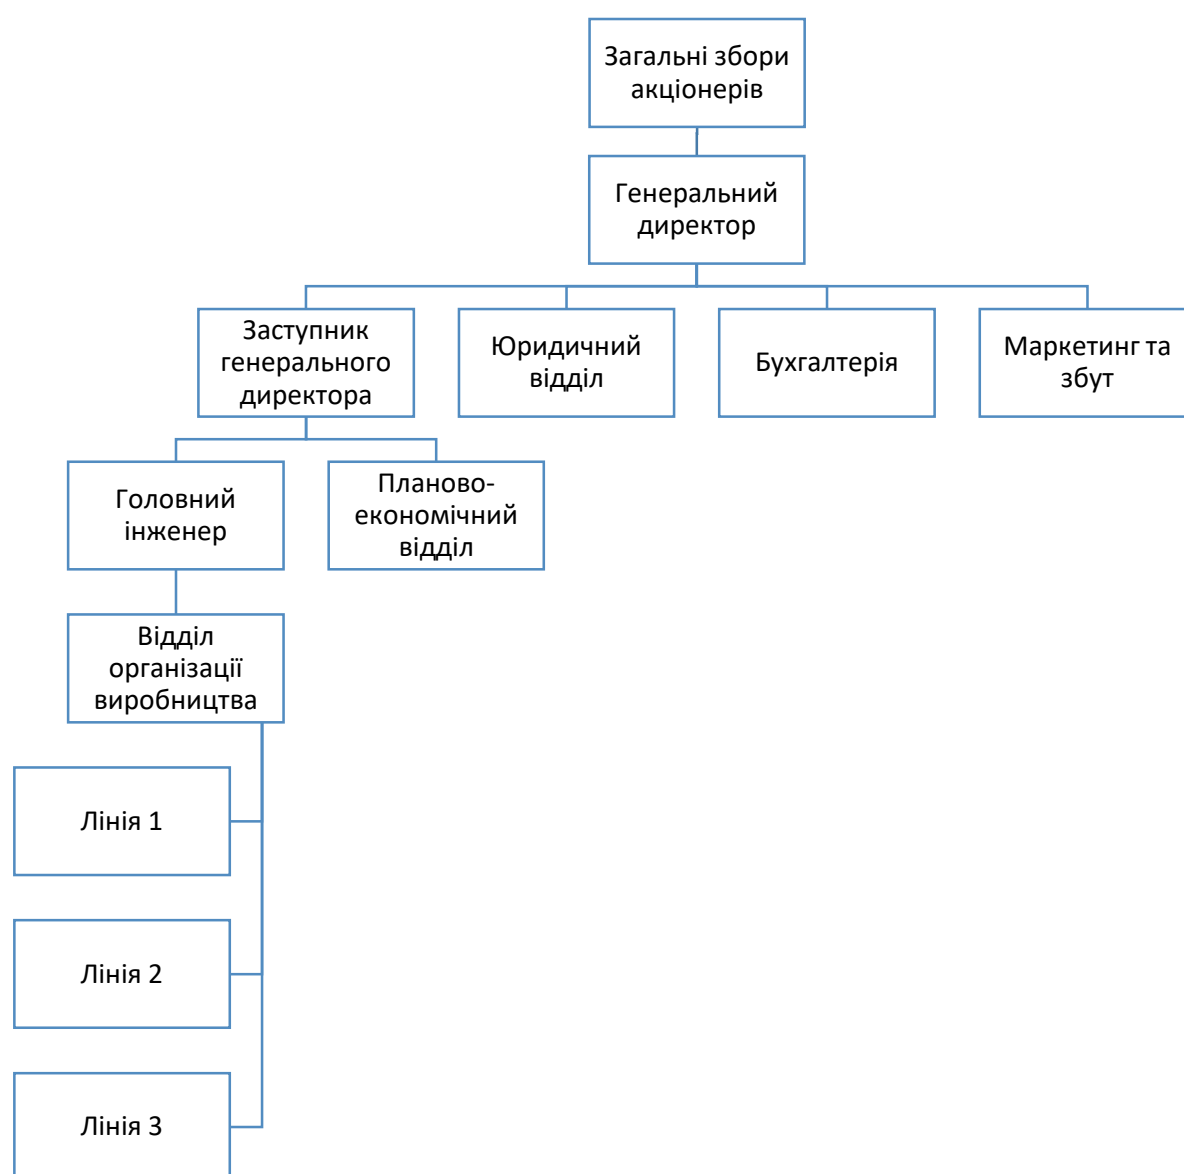 Загальні збори
акціонерів
Генеральний
директор
Заступник
генерального
директора
Юридичний
відділ
Бухгалтерія
Маркетинг та
збут
Головний
інженер
Планово-
економічний
відділ
Відділ
організації
виробництва
Лінія 1
Лінія 2
Лінія 3